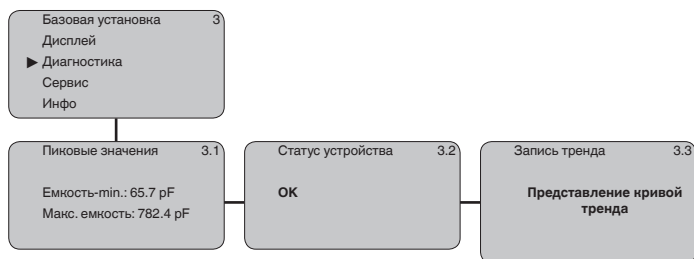 Базовая установка 3
Дисплей
▶ Диагностика
Сервис
Инфо
Пиковые значения 3.1
Емкость-min.: 65.7 pF
Макс. емкость: 782.4 pF
Статус устройства 3.2
OK
Запись тренда 3.3
Представление кривой
тренда